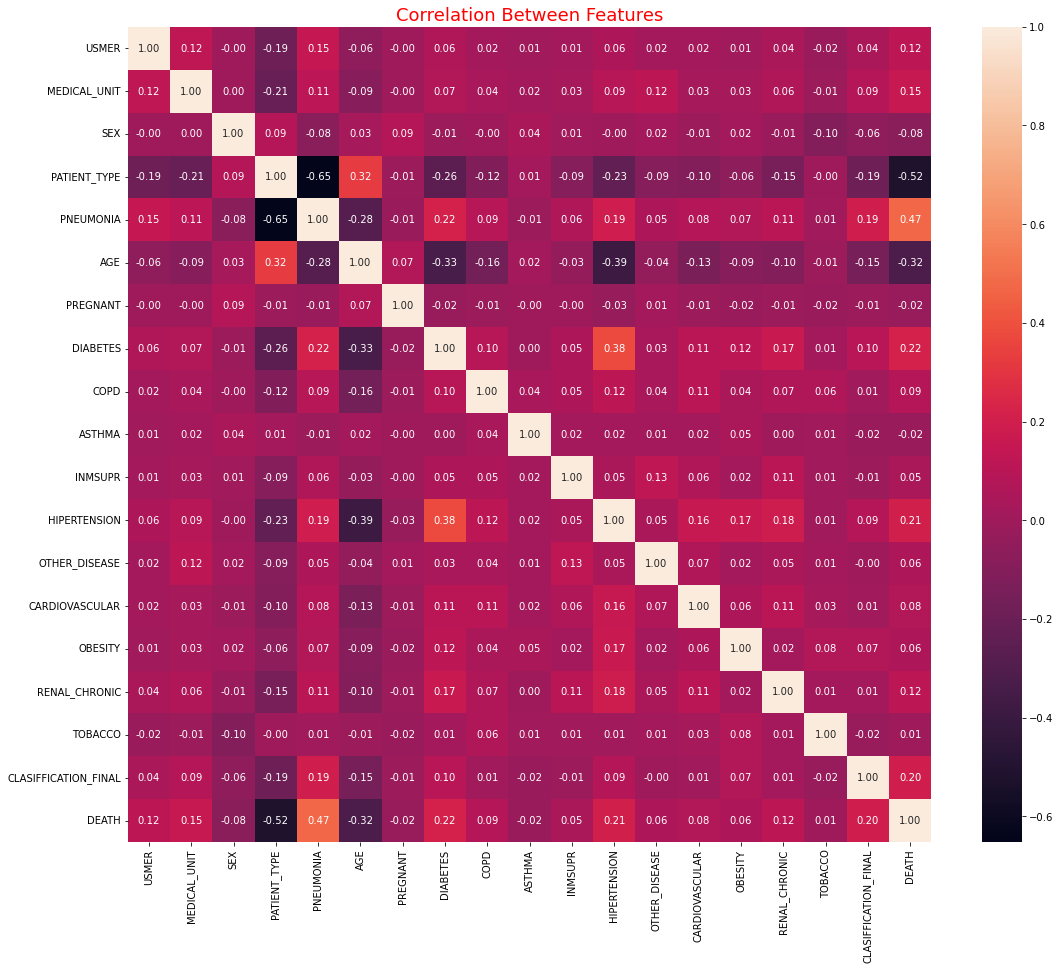 Correlation Between Features
USMER 1.00 0.12 -0.00 -0.19 0.15 -0.06 -0.00 0.06 0.02 0.01 0.01 0.06 0.02 0.02 0.01 0.04 -0.02 0.04 0.12
MEDICAL_UNIT 0.12 1.00 0.00 -0.21 0.11 -0.09 -0.00 0.07 0.04 0.02 0.03 0.09 0.12 0.03 0.03 0.06 -0.01 0.09 0.15
SEX -0.00 0.00 1.00 0.09 -0.08 0.03 0.09 -0.01 -0.00 0.04 0.01 -0.00 0.02 -0.01 0.02 -0.01 -0.10 -0.06 -0.08
PATIENT_TYPE -0.19 -0.21 0.09 1.00 -0.65 0.32 -0.01 -0.26 -0.12 0.01 -0.09 -0.23 -0.09 -0.10 -0.06 -0.15 -0.00 -0.19 -0.52
PNEUMONIA 0.15 0.11 -0.08 -0.65 1.00 -0.28 -0.01 0.22 0.09 -0.01 0.06 0.19 0.05 0.08 0.07 0.11 0.01 0.19 0.47
AGE -0.06 -0.09 0.03 0.32 -0.28 1.00 0.07 -0.33 -0.16 0.02 -0.03 -0.39 -0.04 -0.13 -0.09 -0.10 -0.01 -0.15 -0.32
PREGNANT -0.00 -0.00 0.09 -0.01 -0.01 0.07 1.00 -0.02 -0.01 -0.00 -0.00 -0.03 0.01 -0.01 -0.02 -0.01 -0.02 -0.01 -0.02
DIABETES 0.06 0.07 -0.01 -0.26 0.22 -0.33 -0.02 1.00 0.10 0.00 0.05 0.38 0.03 0.11 0.12 0.17 0.01 0.10 0.22
COPD 0.02 0.04 -0.00 -0.12 0.09 -0.16 -0.01 0.10 1.00 0.04 0.05 0.12 0.04 0.11 0.04 0.07 0.06 0.01 0.09
ASTHMA 0.01 0.02 0.04 0.01 -0.01 0.02 -0.00 0.00 0.04 1.00 0.02 0.02 0.01 0.02 0.05 0.00 0.01 -0.02 -0.02
INMSUPR 0.01 0.03 0.01 -0.09 0.06 -0.03 -0.00 0.05 0.05 0.02 1.00 0.05 0.13 0.06 0.02 0.11 0.01 -0.01 0.05
HIPERTENSION 0.06 0.09 -0.00 -0.23 0.19 -0.39 -0.03 0.38 0.12 0.02 0.05 1.00 0.05 0.16 0.17 0.18 0.01 0.09 0.21
OTHER_DISEASE 0.02 0.12 0.02 -0.09 0.05 -0.04 0.01 0.03 0.04 0.01 0.13 0.05 1.00 0.07 0.02 0.05 0.01 -0.00 0.06
CARDIOVASCULAR 0.02 0.03 -0.01 -0.10 0.08 -0.13 -0.01 0.11 0.11 0.02 0.06 0.16 0.07 1.00 0.06 0.11 0.03 0.01 0.08
OBESITY 0.01 0.03 0.02 -0.06 0.07 -0.09 -0.02 0.12 0.04 0.05 0.02 0.17 0.02 0.06 1.00 0.02 0.08 0.07 0.06
RENAL_CHRONIC 0.04 0.06 -0.01 -0.15 0.11 -0.10 -0.01 0.17 0.07 0.00 0.11 0.18 0.05 0.11 0.02 1.00 0.01 0.01 0.12
TOBACCO -0.02 -0.01 -0.10 -0.00 0.01 -0.01 -0.02 0.01 0.06 0.01 0.01 0.01 0.01 0.03 0.08 0.01 1.00 -0.02 0.01
CLASIFFICATION_FINAL 0.04 0.09 -0.06 -0.19 0.19 -0.15 -0.01 0.10 0.01 -0.02 -0.01 0.09 -0.00 0.01 0.07 0.01 -0.02 1.00 0.20
DEATH 0.12 0.15 -0.08 -0.52 0.47 -0.32 -0.02 0.22 0.09 -0.02 0.05 0.21 0.06 0.08 0.06 0.12 0.01 0.20 1.00
USMER
MEDICAL_UNIT
SEX
PATIENT_TYPE
PNEUMONIA
AGE
PREGNANT
DIABETES
COPD
ASTHMA
INMSUPR
HIPERTENSION
OTHER_DISEASE
CARDIOVASCULAR
OBESITY
RENAL_CHRONIC
TOBACCO
CLASIFFICATION_FINAL
DEATH
1.0
0.8
0.6
0.4
0.2
0.0
−0.2
−0.4
−0.6